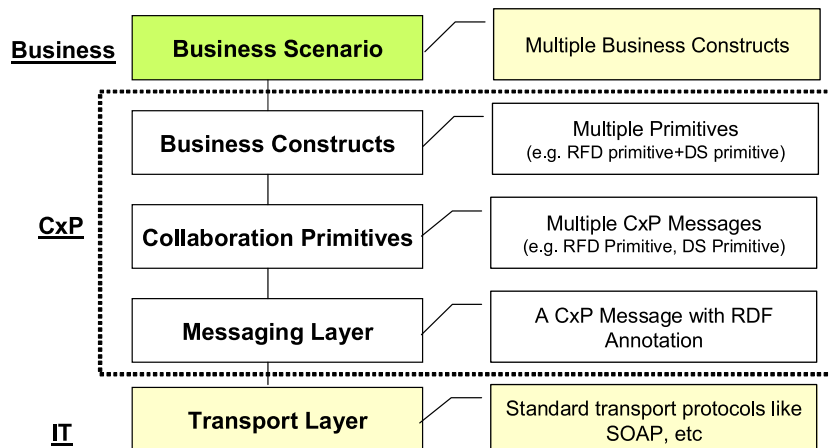 Business
Business Scenario
Multiple Business Constructs
Business Constructs
Multiple Primitives
(e.g. RFD primitive+DS primitive)
CxP
Collaboration Primitives
Multiple CxP Messages
(e.g. RFD Primitive, DS Primitive)
Messaging Layer
A CxP Message with RDF
Annotation
IT
Transport Layer
Standard transport protocols like
SOAP, etc